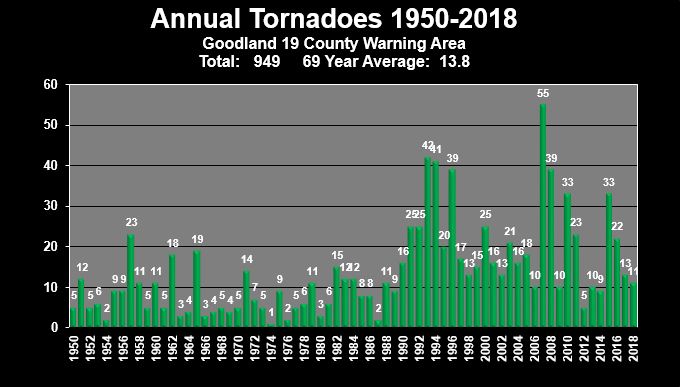 Annual Tornadoes 1950-2018
Goodland 19 County Warning Area
Total: 949 69 Year Average: 13.8
60
50
40
30
20
10
0
5 12 5 6 2 9 9 23 11 5 11 5 18 3 4 19 3 4 5 4 5 14 7 5 1 9 2 5 6 11 3 6 15 12 12 8 8 2 11 9 16 25 25 42 41 20 39 17 13 15 25 16 13 21 16 18 10 55 39 10 33 23 5 10 9 33 22 13 11
1950 1952 1954 1956 1958 1960 1962 1964 1966 1968 1970 1972 1974 1976 1978 1980 1982 1984 1986 1988 1990 1992 1994 1996 1998 2000 2002 2004 2006 2008 2010 2012 2014 2016 2018